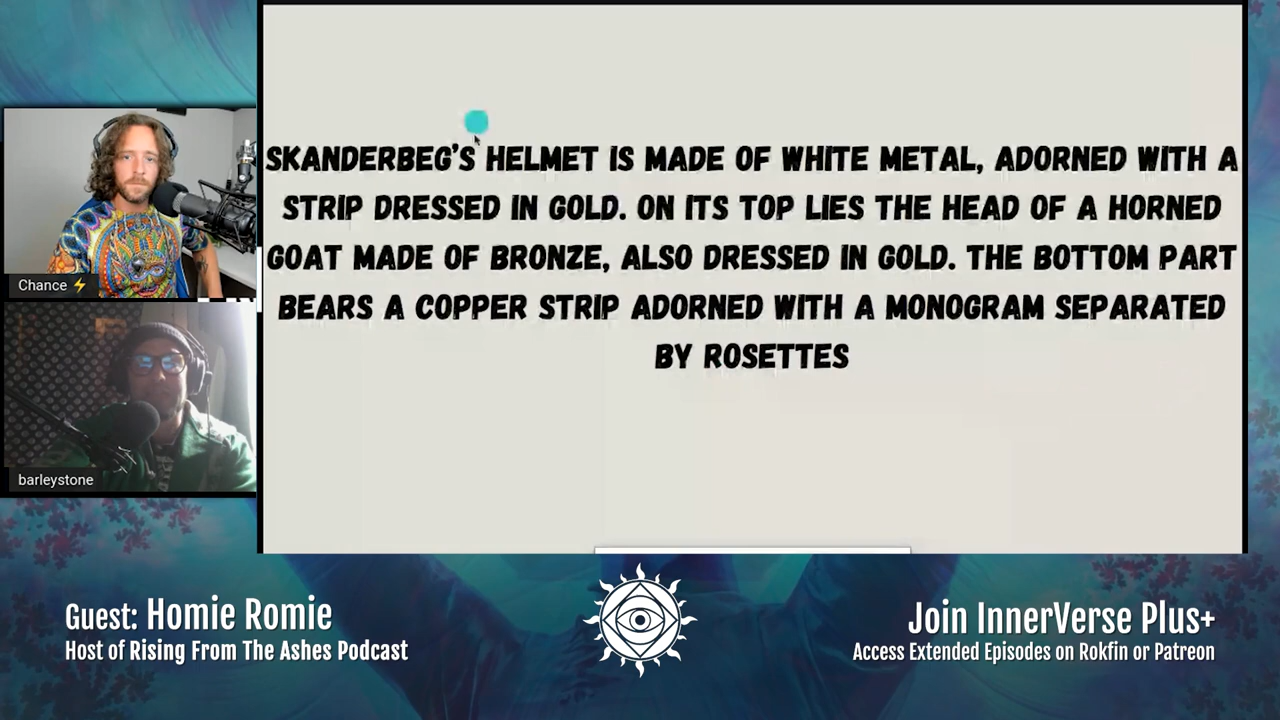 SKANDERBEG'S HELMET IS MADE OF WHITE METAL, ADORNED WITH A
STRIP DRESSED IN GOLD. ON ITS TOP LIES THE HEAD OF A HORNED
GOAT MADE OF BRONZE, ALSO DRESSED IN GOLD. THE BOTTOM PART
BEARS A COPPER STRIP ADORNED WITH A MONOGRAM SEPARATED
BY ROSETTES
Chance ⚡
barleystone
Guest: Homie Romie
Host of Rising From The Ashes Podcast
Join InnerVerse Plus+
Access Extended Episodes on Rokfin or Patreon